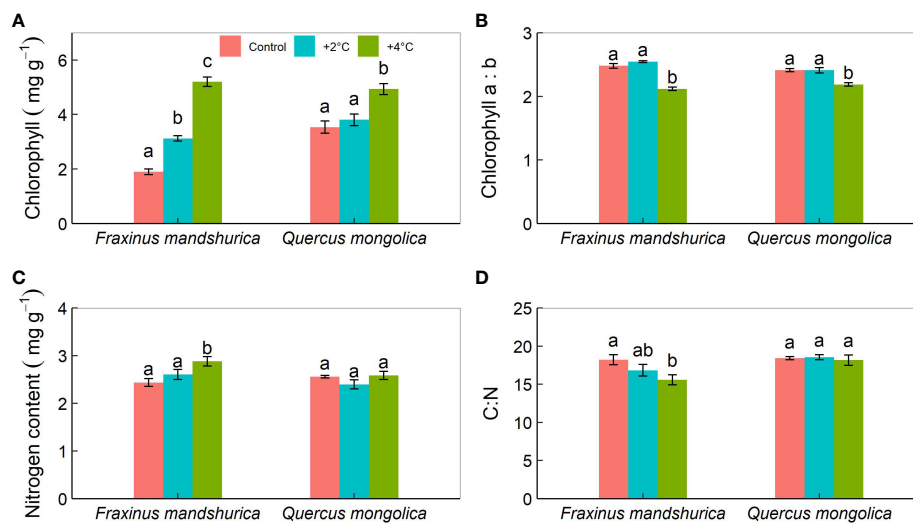 A
Control +2°C +4°C
Chlorophyll ( mg g⁻¹)
6
4
2
0
a b c a a b
Fraxinus mandshurica Quercus mongolica
B
Chlorophyll a : b
3
2
1
0
a a b a a b
Fraxinus mandshurica Quercus mongolica
C
Nitrogen content ( mg g⁻¹)
4
3
2
1
0
a a b a a a
Fraxinus mandshurica Quercus mongolica
D
C:N
25
20
15
10
5
0
a ab b a a a
Fraxinus mandshurica Quercus mongolica